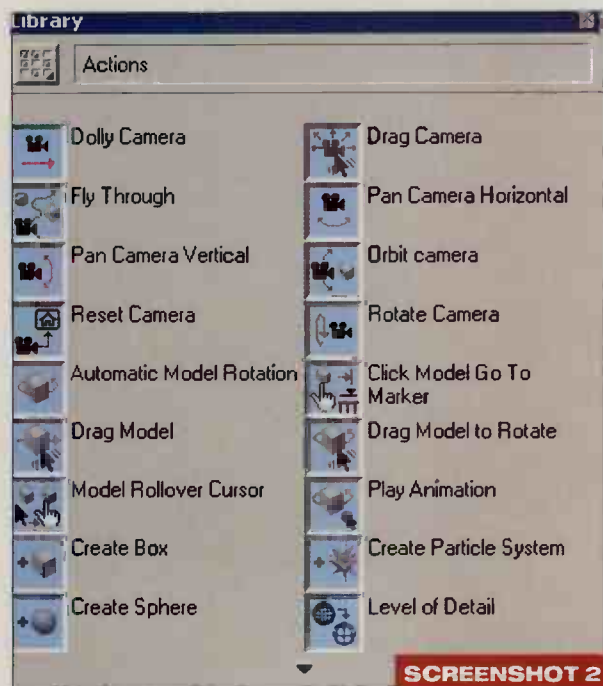 Library
Actions
Dolly Camera
Drag Camera
Fly Through
Pan Camera Horizontal
Pan Camera Vertical
Orbit camera
Reset Camera
Rotate Camera
Automatic Model Rotation
Click Model Go To
Marker
Drag Model
Drag Model to Rotate
Model Rollover Cursor
Play Animation
Create Box
Create Particle System
Create Sphere
Level of Detail
SCREENSHOT 2